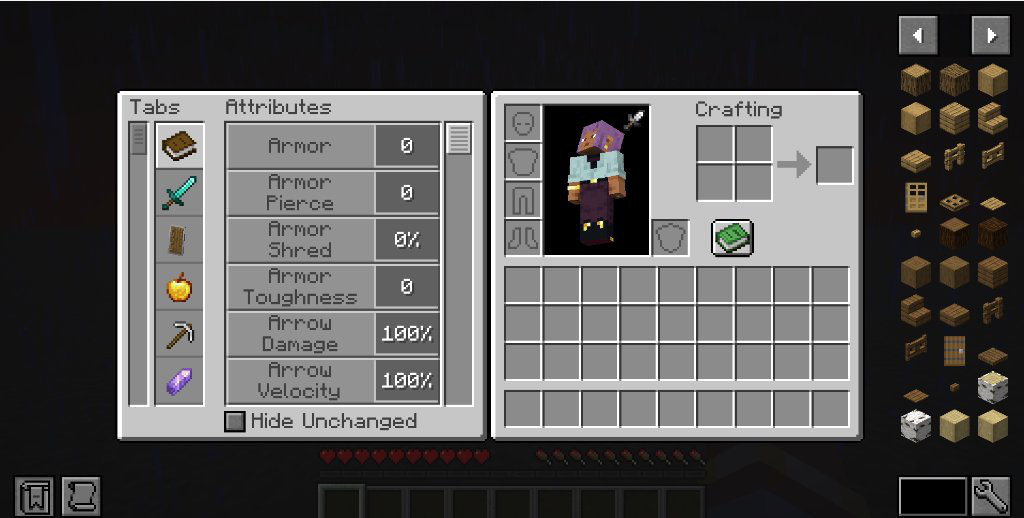 Tabs
Attributes
Armor
0
Armor
Pierce
0
Armor
Shred
0%
Armor
Toughness
0
Arrow
Damage
100%
Arrow
Velocity
100%
Hide Unchanged
Crafting